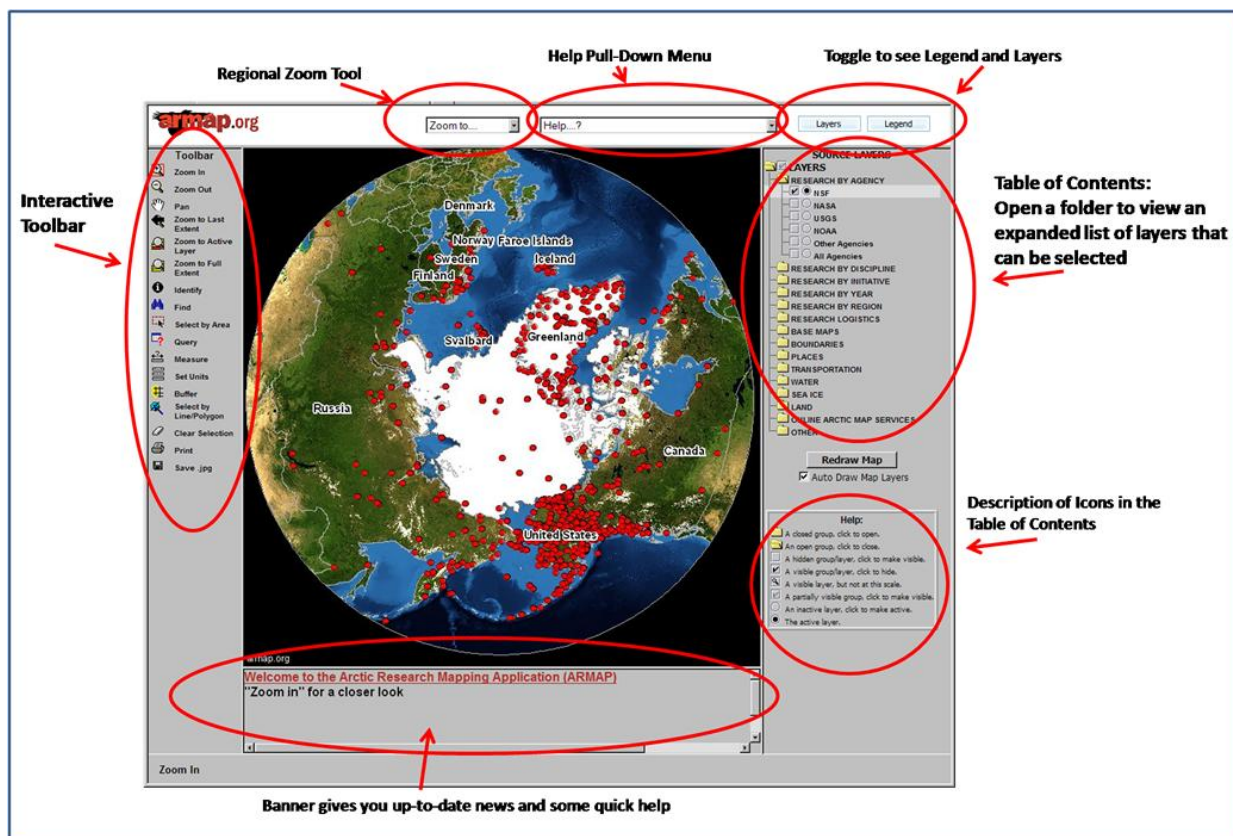 Regional Zoom Tool
Help Pull-Down Menu
Toggle to see Legend and Layers
armap.org
Zoom to....
Help...?
Layers
Legend
Interactive
Toolbar
Toolbar
Zoom In
Zoom Out
Pan
Zoom to Last
Extent
Zoom to Active
Layer
Zoom to Full
Extent
Identify
Find
Select by Area
Query
Measure
Set Units
Buffer
Select by
Line/Polygon
Clear Selection
Print
Save .jpg
Denmark
Norway
Faroe Islands
Sweden
Iceland
Finland
Svalbard
Greenland
Russia
Canada
United States
armap.org
SOURCE LAYERS
LAYERS
RESEARCH BY AGENCY
NSF
NASA
USGS
NOAA
Other Agencies
All Agencies
RESEARCH BY DISCIPLINE
RESEARCH BY INITIATIVE
RESEARCH BY YEAR
RESEARCH BY REGION
RESEARCH LOGISTICS
BASE MAPS
BOUNDARIES
PLACES
TRANSPORTATION
WATER
SEA ICE
LAND
ONLINE ARCTIC MAP SERVICES
OTHER
Redraw Map
Auto Draw Map Layers
Table of Contents:
Open a folder to view an
expanded list of layers that
can be selected
Help:
A closed group, click to open.
An open group, click to close.
A hidden group/layer, click to make visible.
A visible group/layer, click to hide.
A visible layer, but not at this scale.
A partially visible group, click to make visible.
An inactive layer, click to make active.
The active layer.
Description of Icons in the
Table of Contents
Welcome to the Arctic Research Mapping Application (ARMAP)
"Zoom in" for a closer look
Zoom In
Banner gives you up-to-date news and some quick help